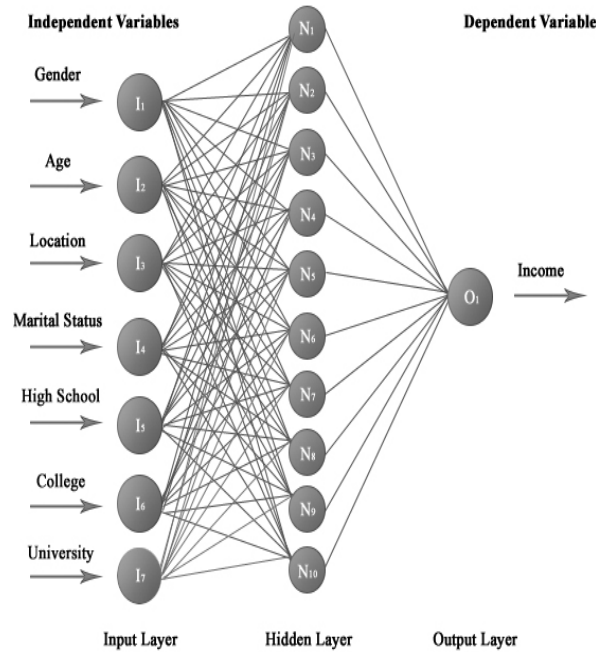 Independent Variables
Dependent Variable
Gender
Age
Location
Marital Status
High School
College
University
I1
I2
I3
I4
I5
I6
I7
N1
N2
N3
N4
N5
N6
N7
N8
N9
N10
O1
Income
Input Layer
Hidden Layer
Output Layer